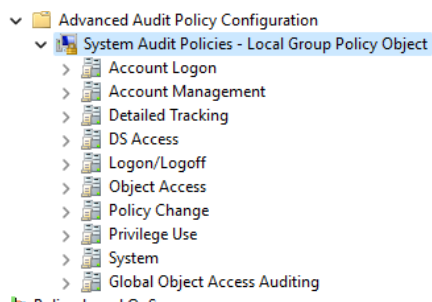 Advanced Audit Policy Configuration
System Audit Policies - Local Group Policy Object
Account Logon
Account Management
Detailed Tracking
DS Access
Logon/Logoff
Object Access
Policy Change
Privilege Use
System
Global Object Access Auditing